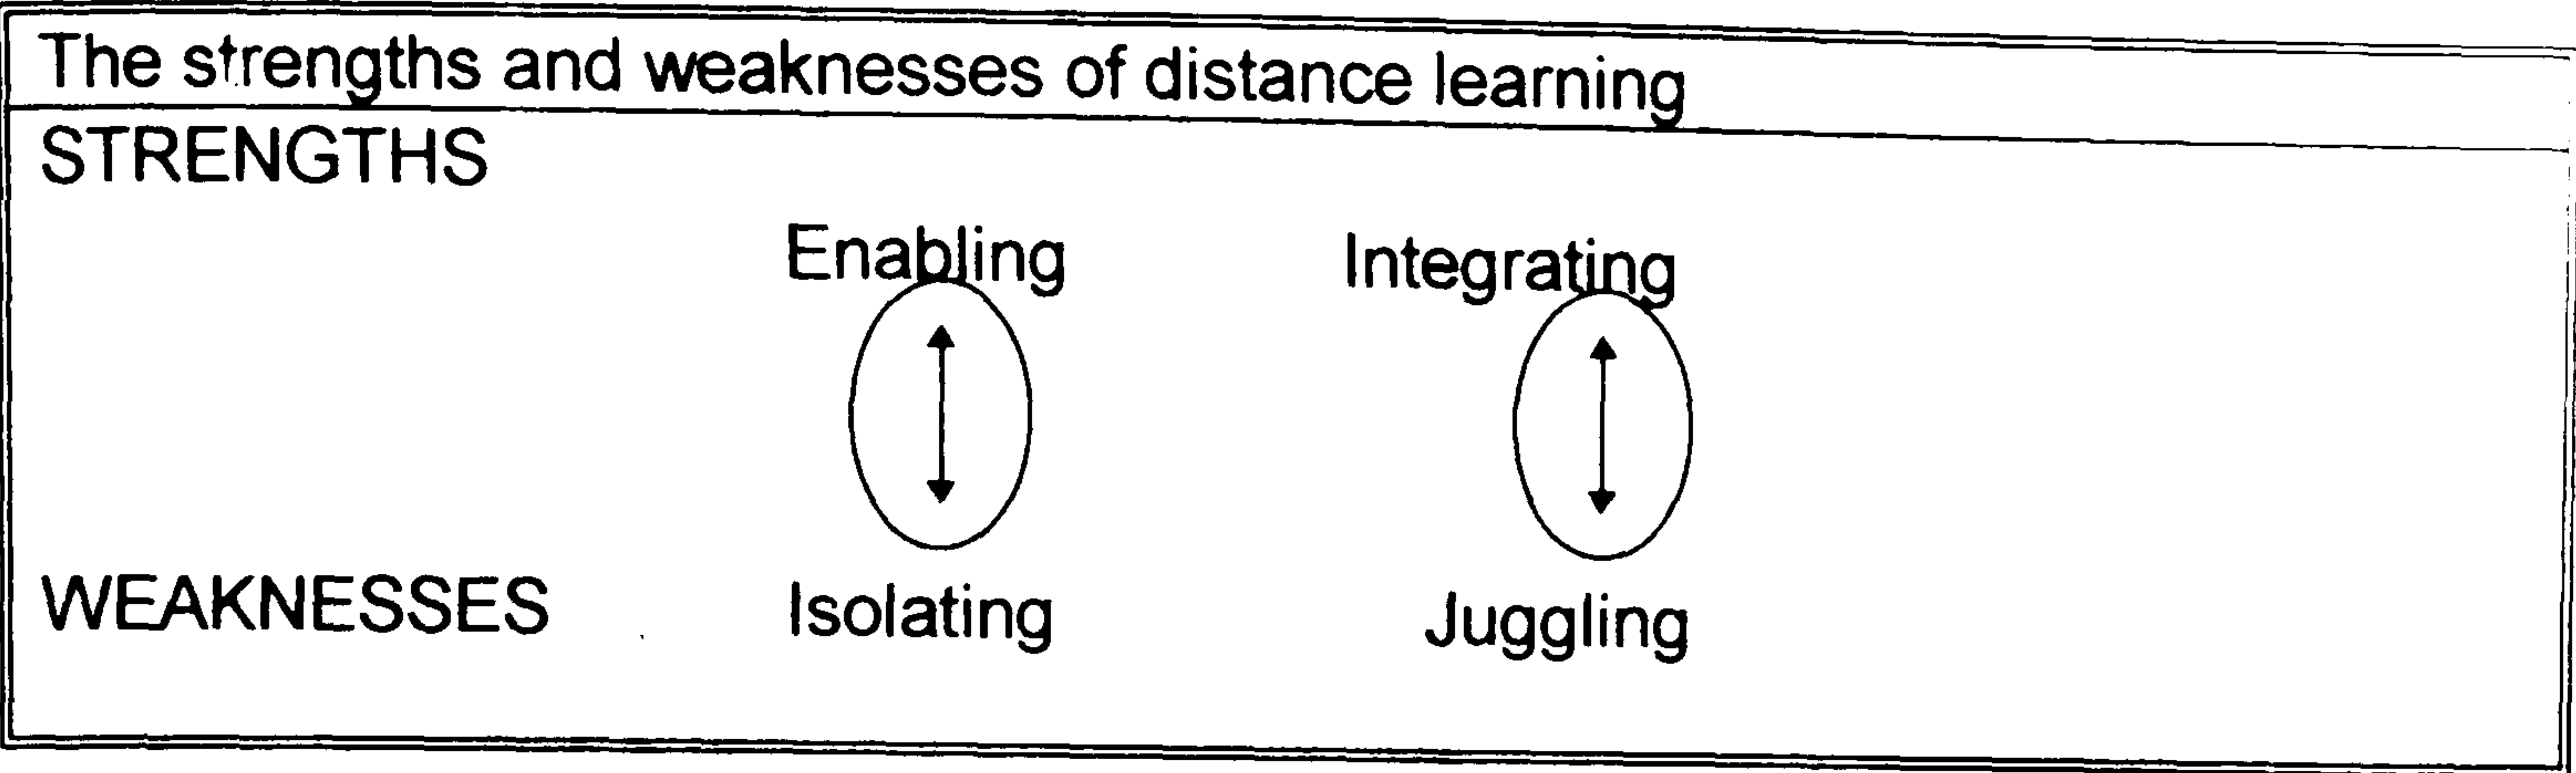 The strengths and weaknesses of distance learning
STRENGTHS
Enabling Integrating
WEAKNESSES Isolating Juggling